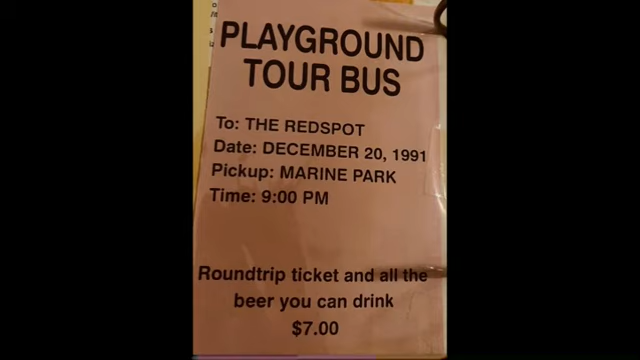 PLAYGROUND
TOUR BUS
To: THE REDSPOT
Date: DECEMBER 20, 1991
Pickup: MARINE PARK
Time: 9:00 PM
Roundtrip ticket and all the
beer you can drink
$7.00